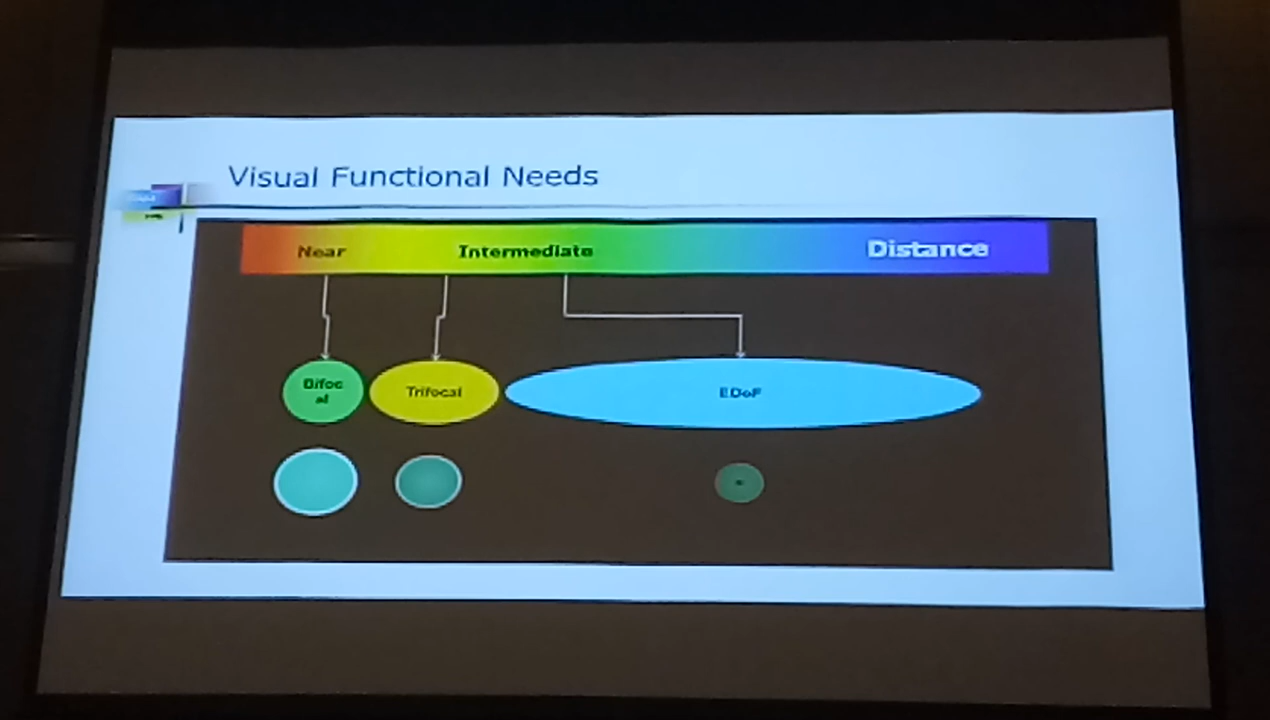 Visual Functional Needs
Near Intermediate Distance
Bifoc
al
Trifocal
EDoF